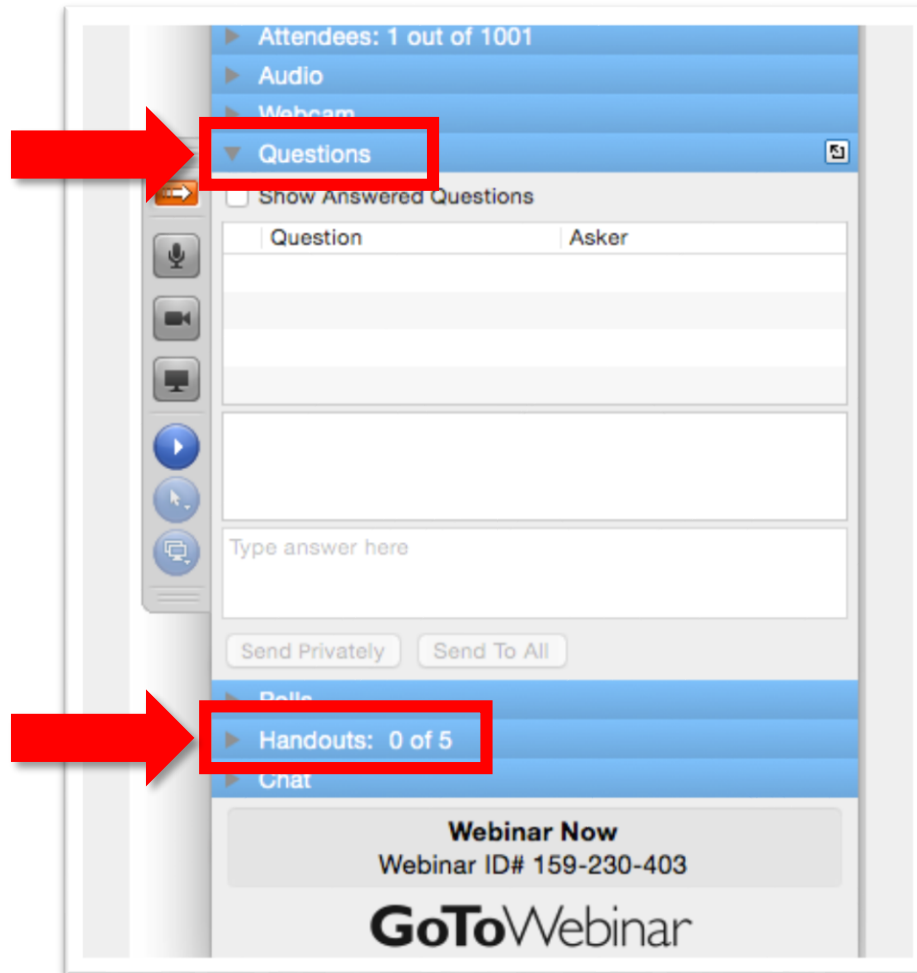 Attendees: 1 out of 1001
Audio
Webcam
Questions
Show Answered Questions
Question Asker
Type answer here
Send Privately Send To All
Polls
Handouts: 0 of 5
Chat
Webinar Now
Webinar ID# 159-230-403
GoToWebinar